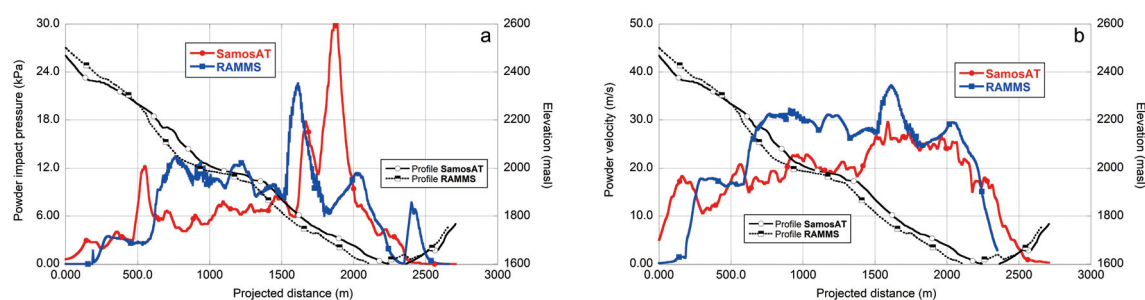 30.0
24.0
18.0
12.0
6.00
0.00
Powder impact pressure (kPa)
0.000
500.0
1000
1500
2000
2500
3000
Projected distance (m)
2600
2400
2200
2000
1800
1600
Elevation (masl)
a
SamosAT
RAMMS
Profile SamosAT
Profile RAMMS
50.0
40.0
30.0
20.0
10.0
0.00
Powder velocity (m/s)
0.000
500.0
1000
1500
2000
2500
3000
Projected distance (m)
2600
2400
2200
2000
1800
1600
Elevation (masl)
b
SamosAT
RAMMS
Profile SamosAT
Profile RAMMS